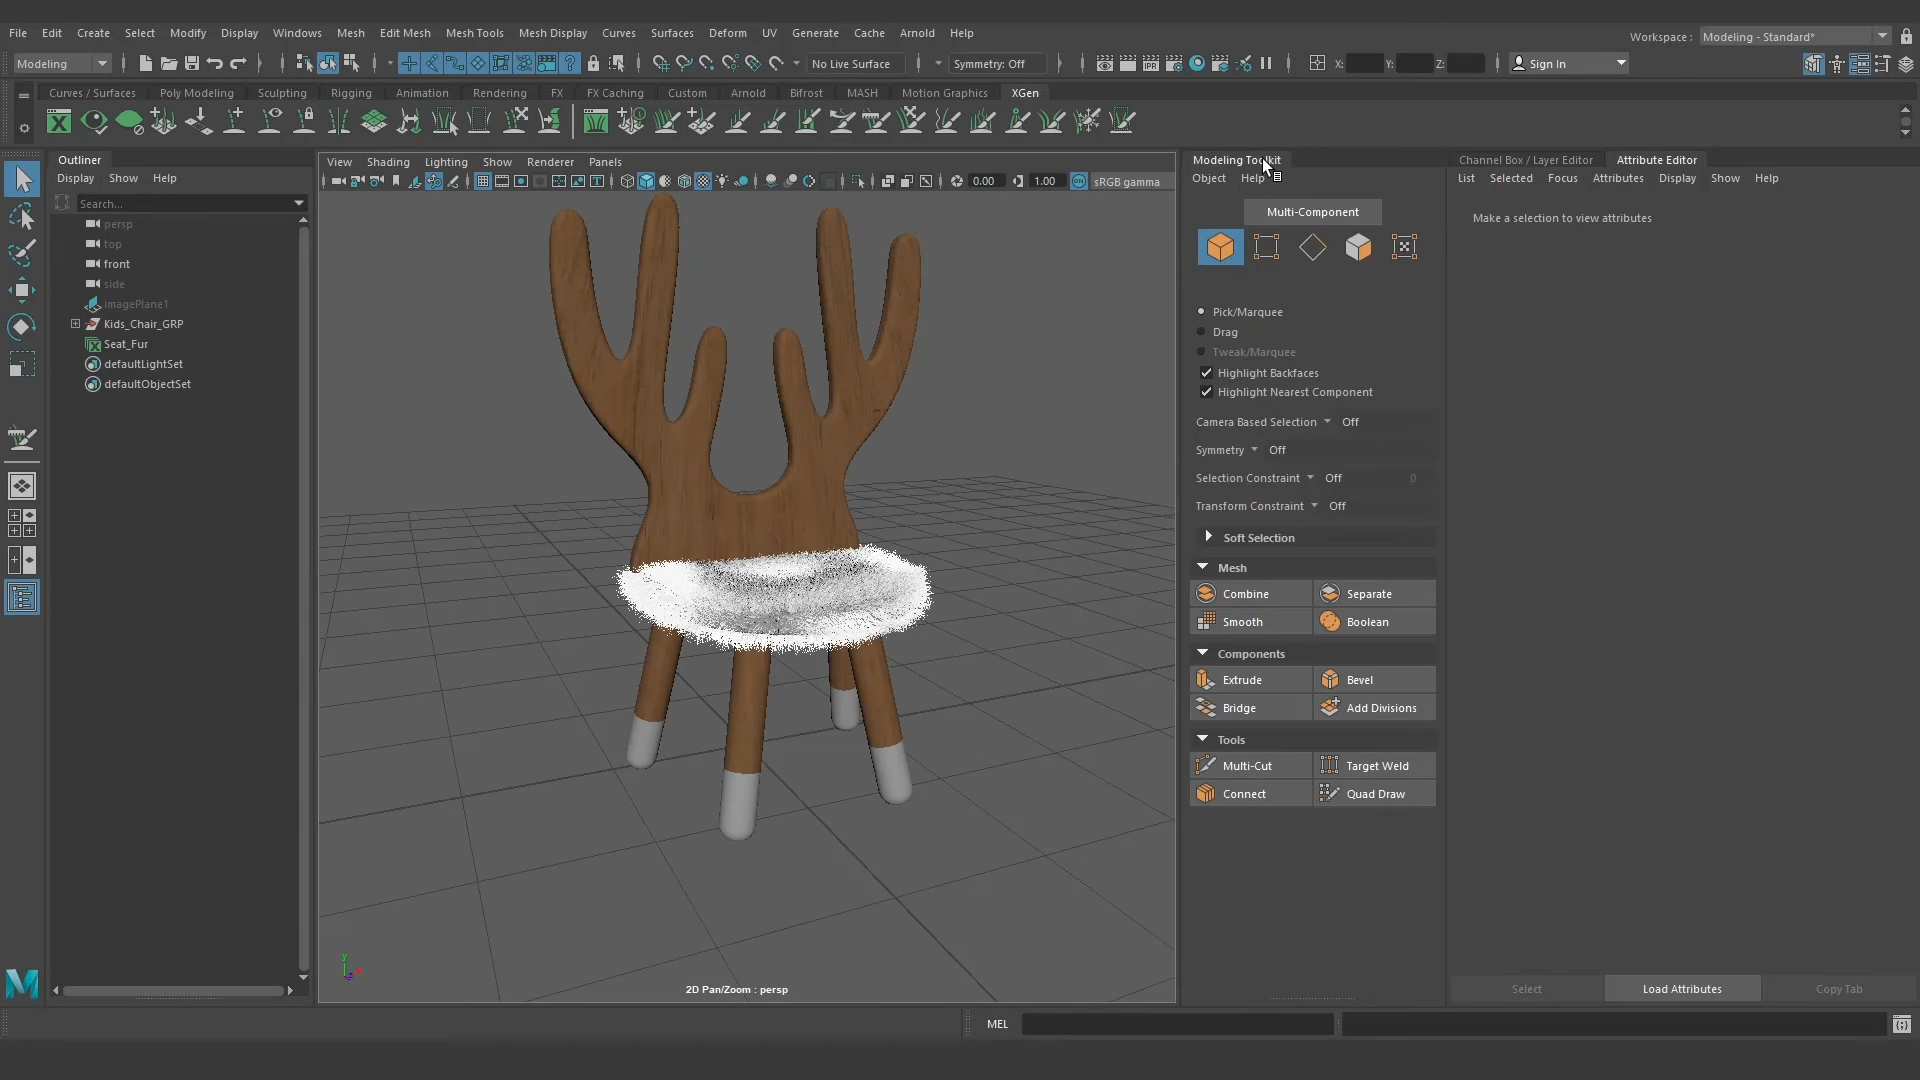 File Edit Create Select Modify Display Windows Mesh Edit Mesh Mesh Tools Mesh Display Curves Surfaces Deform UV Generate Cache Arnold Help
Workspace : Modeling - Standard*
Modeling No Live Surface Symmetry: Off X: Y: Z: Sign In
Curves / Surfaces Poly Modeling Sculpting Rigging Animation Rendering FX FX Caching Custom Arnold Bifrost MASH Motion Graphics XGen
Outliner
Display Show Help
Search...
persp
top
front
side
imagePlane1
Kids_Chair_GRP
Seat_Fur
defaultLightSet
defaultObjectSet
View Shading Lighting Show Renderer Panels
0.00 1.00 ON sRGB gamma
2D Pan/Zoom : persp
Modeling Toolkit
Object Help
Multi-Component
Pick/Marquee
Drag
Tweak/Marquee
Highlight Backfaces
Highlight Nearest Component
Camera Based Selection Off
Symmetry Off
Selection Constraint Off 0
Transform Constraint Off
Soft Selection
Mesh
Combine Separate
Smooth Boolean
Components
Extrude Bevel
Bridge Add Divisions
Tools
Multi-Cut Target Weld
Connect Quad Draw
Channel Box / Layer Editor Attribute Editor
List Selected Focus Attributes Display Show Help
Make a selection to view attributes
Select Load Attributes Copy Tab
MEL